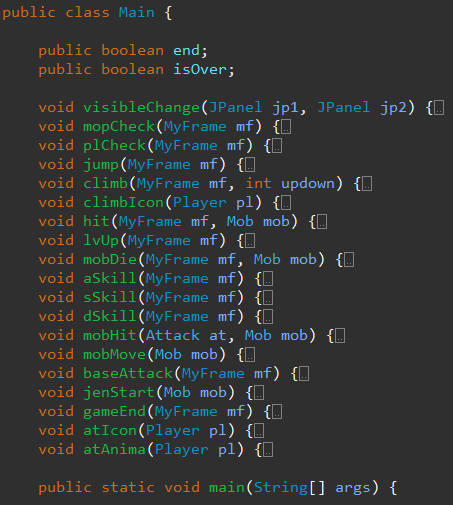 public class Main {
public boolean end;
public boolean isOver;
void visibleChange(JPanel jp1, JPanel jp2) {..
void mopCheck(MyFrame mf) {..
void plCheck(MyFrame mf) {..
void jump(MyFrame mf) {..
void climb(MyFrame mf, int updown) {..
void climbIcon(Player pl) {..
void hit(MyFrame mf, Mob mob) {..
void lvUp(MyFrame mf) {..
void mobDie(MyFrame mf, Mob mob) {..
void aSkill(MyFrame mf) {..
void sSkill(MyFrame mf) {..
void dSkill(MyFrame mf) {..
void mobHit(Attack at, Mob mob) {..
void mobMove(Mob mob) {..
void baseAttack(MyFrame mf) {..
void jenStart(Mob mob) {..
void gameEnd(MyFrame mf) {..
void atIcon(Player pl) {..
void atAnima(Player pl) {..
public static void main(String[] args) {